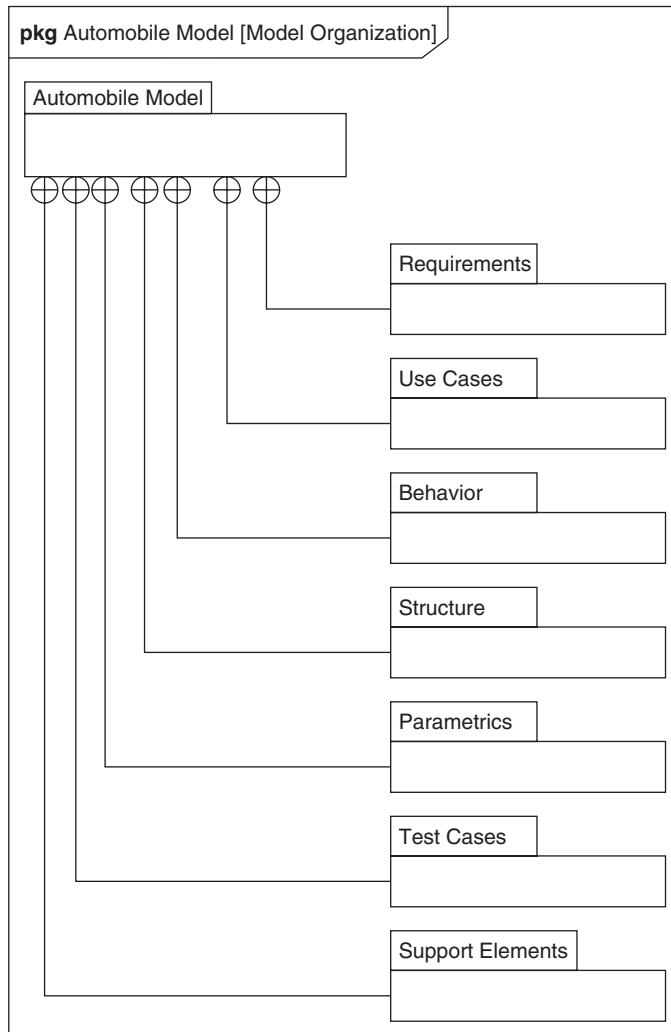 pkg Automobile Model [Model Organization]
Automobile Model
Requirements
Use Cases
Behavior
Structure
Parametrics
Test Cases
Support Elements